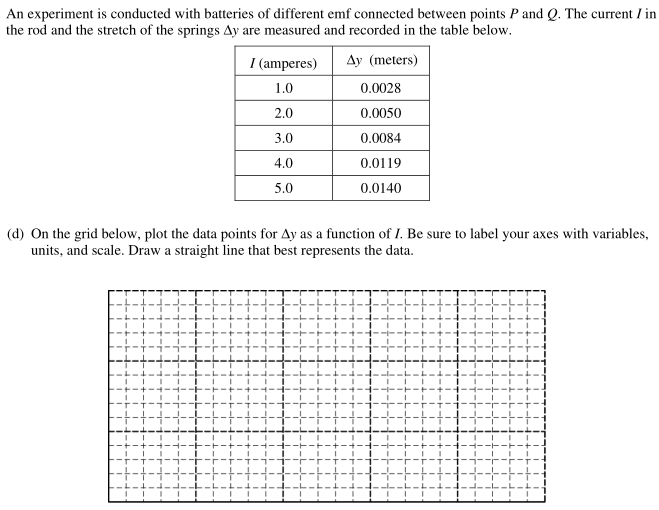 An experiment is conducted with batteries of different emf connected between points P and Q. The current I in
the rod and the stretch of the springs Δy are measured and recorded in the table below.
I (amperes) Δy (meters)
1.0 0.0028
2.0 0.0050
3.0 0.0084
4.0 0.0119
5.0 0.0140
(d) On the grid below, plot the data points for Δy as a function of I. Be sure to label your axes with variables,
units, and scale. Draw a straight line that best represents the data.